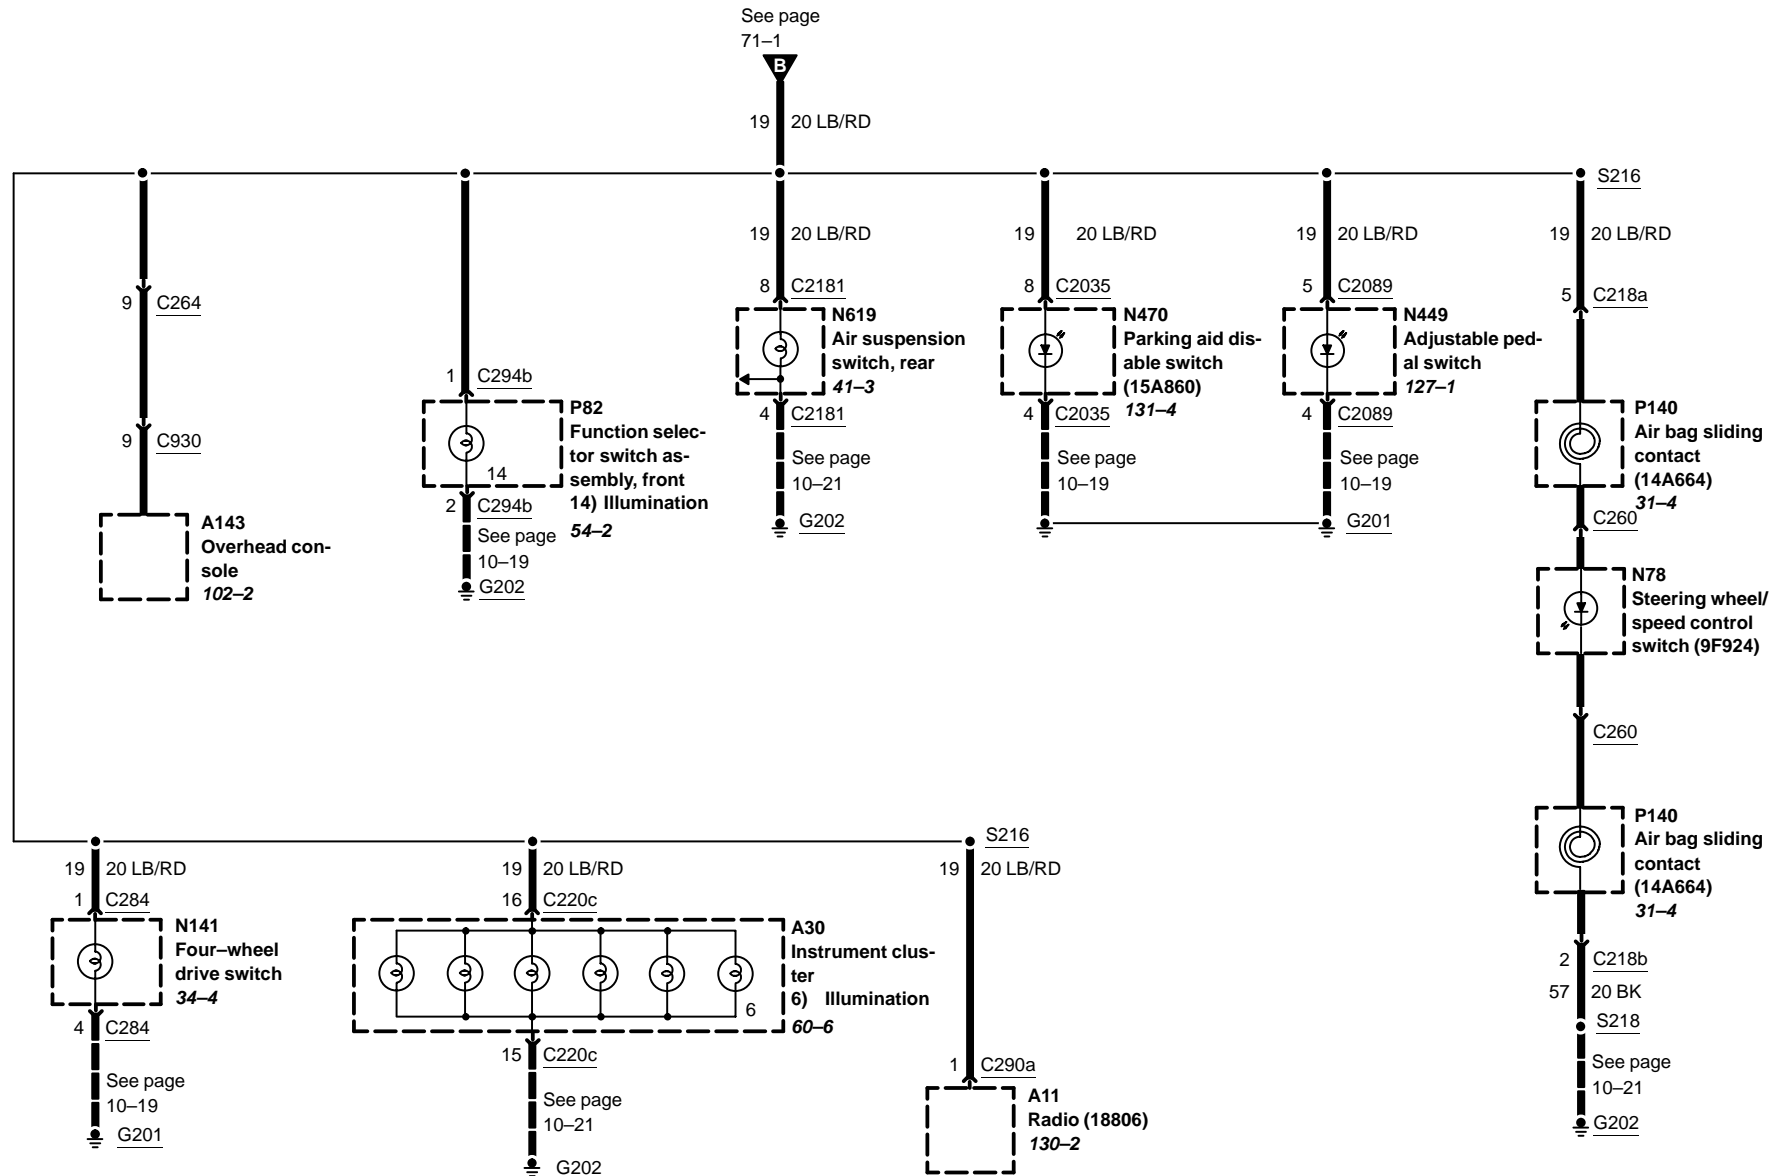 See page
71–1
B
19 20 LB/RD
S216
19 20 LB/RD
19 20 LB/RD
19 20 LB/RD
19 20 LB/RD
9 C264
8 C2181
8 C2035
5 C2089
5 C218a
N619
Air suspension
switch, rear
41–3
N470
Parking aid dis-
able switch
(15A860)
131–4
N449
Adjustable ped-
al switch
127–1
1 C294b
4 C2181
4 C2035
4 C2089
P82
Function selec-
tor switch as-
sembly, front
14) Illumination
54–2
14
P140
Air bag sliding
contact
(14A664)
31–4
9 C930
See page
10–21
See page
10–19
See page
10–19
2 C294b
G202
G201
C260
A143
Overhead con-
sole
102–2
See page
10–19
G202
N78
Steering wheel/
speed control
switch (9F924)
C260
P140
Air bag sliding
contact
(14A664)
31–4
S216
19 20 LB/RD
19 20 LB/RD
19 20 LB/RD
1 C284
16 C220c
N141
Four–wheel
drive switch
34–4
A30
Instrument clus-
ter
6) Illumination
60–6
6
2 C218b
57 20 BK
S218
4 C284
15 C220c
1 C290a
See page
10–19
G201
See page
10–21
G202
A11
Radio (18806)
130–2
See page
10–21
G202